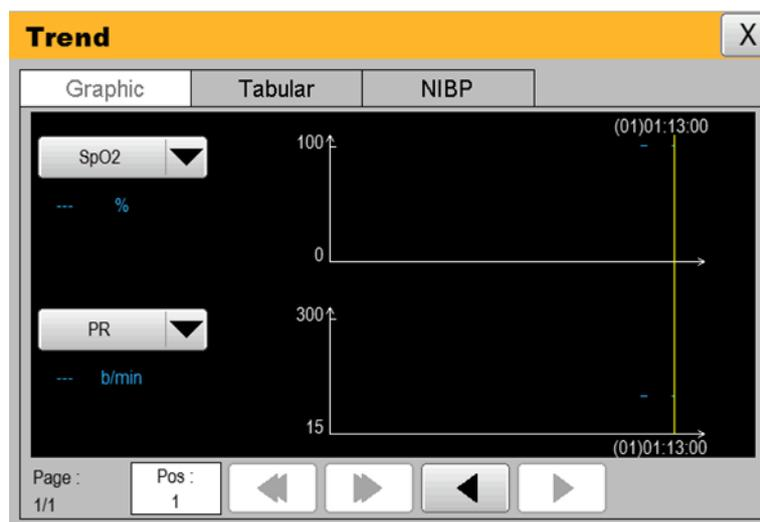 Trend
X
Graphic Tabular NIBP
(01)01:13:00
SpO2
100
--- %
0
PR
300
--- b/min
15
(01)01:13:00
Page :
1/1
Pos :
1